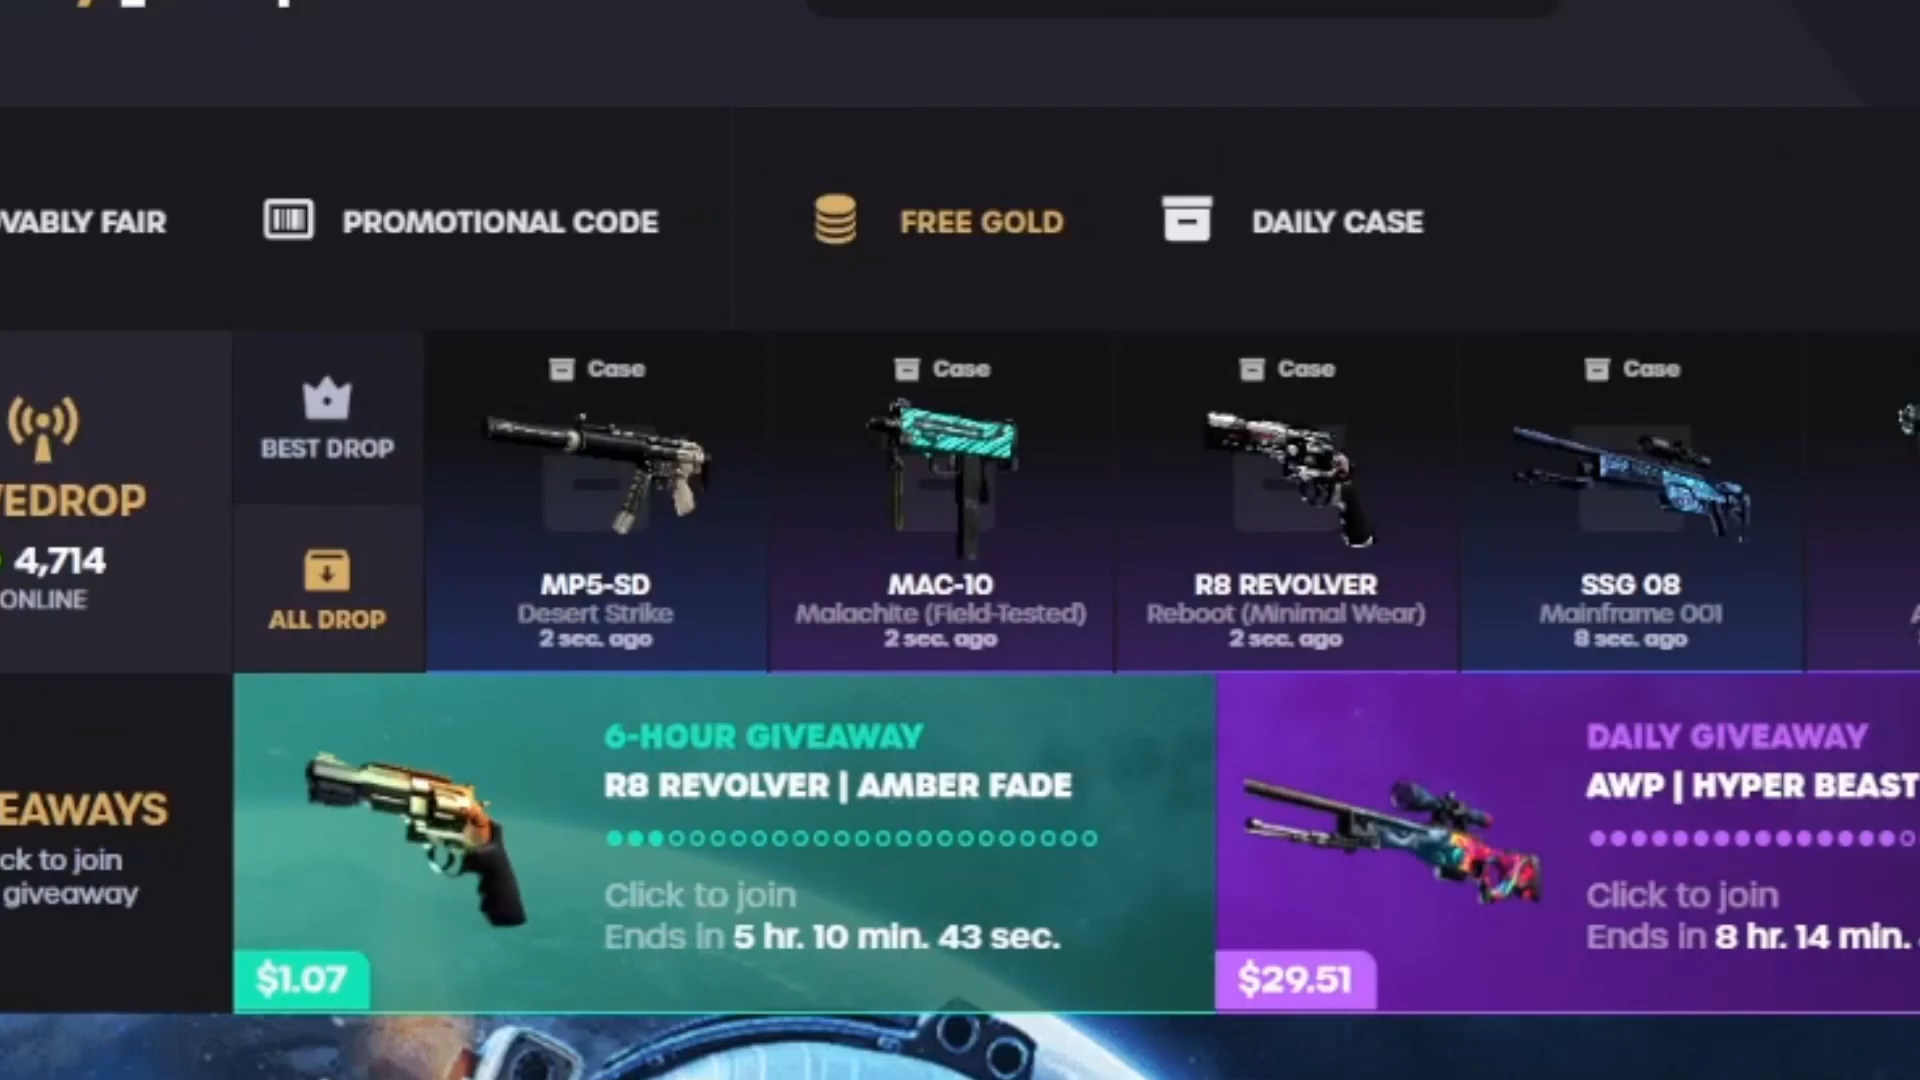 VABLY FAIR
PROMOTIONAL CODE
FREE GOLD
DAILY CASE
VEDROP
4,714
ONLINE
BEST DROP
ALL DROP
Case
MP5-SD
Desert Strike
2 sec. ago
Case
MAC-10
Malachite (Field-Tested)
2 sec. ago
Case
R8 REVOLVER
Reboot (Minimal Wear)
2 sec. ago
Case
SSG 08
Mainframe 001
8 sec. ago
EAWAYS
ck to join
giveaway
6-HOUR GIVEAWAY
R8 REVOLVER | AMBER FADE
Click to join
Ends in 5 hr. 10 min. 43 sec.
$1.07
DAILY GIVEAWAY
AWP | HYPER BEAST
Click to join
Ends in 8 hr. 14 min.
$29.51